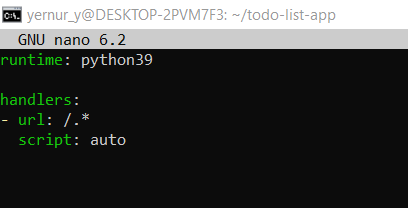 yernur_y@DESKTOP-2PVM7F3: ~/todo-list-app
GNU nano 6.2
runtime: python39
handlers:
- url: /.*
script: auto